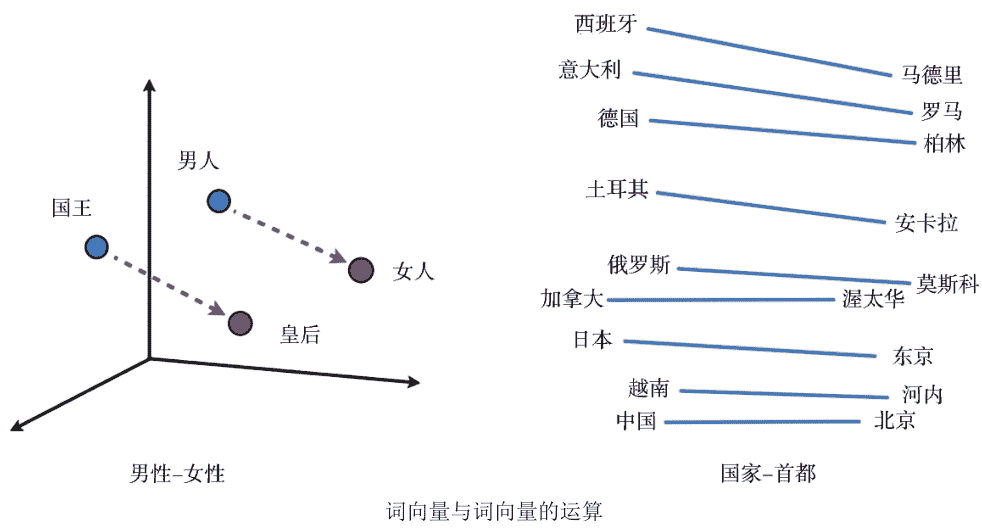 男人
国王
女人
皇后
男性-女性
西班牙
马德里
意大利
罗马
德国
柏林
土耳其
安卡拉
俄罗斯
莫斯科
加拿大
渥太华
日本
东京
越南
河内
中国
北京
国家-首都
词向量与词向量的运算